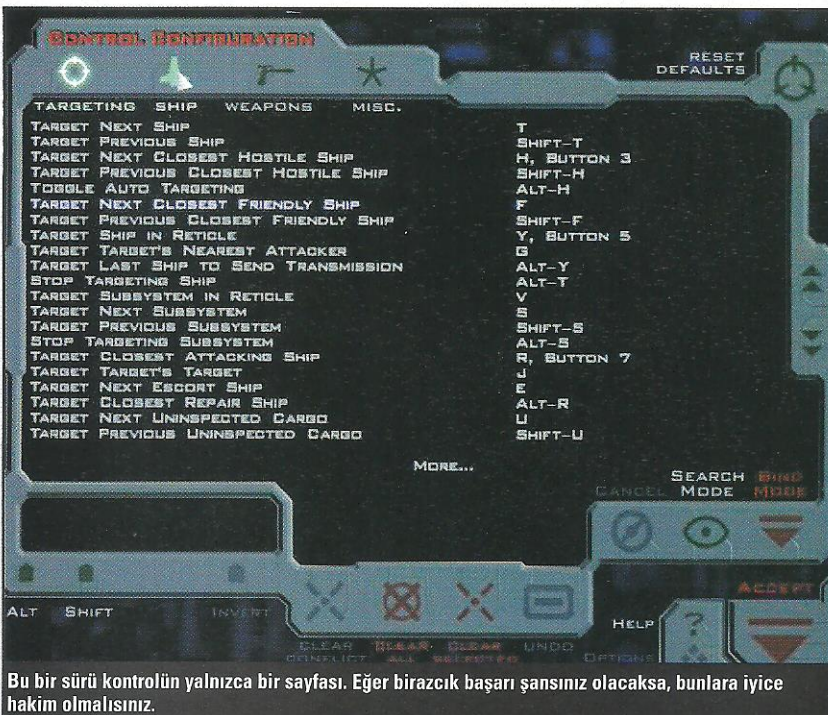 CONTROL CONFIGURATION
RESET DEFAULTS
TARGETING SHIP WEAPONS MISC.
TARGET NEXT SHIP T
TARGET PREVIOUS SHIP SHIFT-T
TARGET NEXT CLOSEST HOSTILE SHIP H, BUTTON 3
TARGET PREVIOUS CLOSEST HOSTILE SHIP SHIFT-H
TOGGLE AUTO TARGETING ALT-H
TARGET NEXT CLOSEST FRIENDLY SHIP F
TARGET PREVIOUS CLOSEST FRIENDLY SHIP SHIFT-F
TARGET SHIP IN RETICLE Y, BUTTON 5
TARGET TARGET'S NEAREST ATTACKER G
TARGET LAST SHIP TO SEND TRANSMISSION ALT-Y
STOP TARGETING SHIP ALT-T
TARGET SUBSYSTEM IN RETICLE V
TARGET NEXT SUBSYSTEM S
TARGET PREVIOUS SUBSYSTEM SHIFT-S
STOP TARGETING SUBSYSTEM ALT-S
TARGET CLOSEST ATTACKING SHIP R, BUTTON 7
TARGET TARGET'S TARGET J
TARGET NEXT ESCORT SHIP E
TARGET CLOSEST REPAIR SHIP ALT-R
TARGET NEXT UNINSPECTED CARGO U
TARGET PREVIOUS UNINSPECTED CARGO SHIFT-U
MORE...
CANCEL SEARCH MODE BIND MODE
ALT SHIFT INVERT
CLEAR CONFLICT CLEAR ALL CLEAR SELECTED UNDO
HELP
OPTIONS
ACCEPT
Bu bir sürü kontrolün yalnızca bir sayfası. Eğer birazcık başarı şansınız olacaksa, bunlara iyice
hakim olmalısınız.